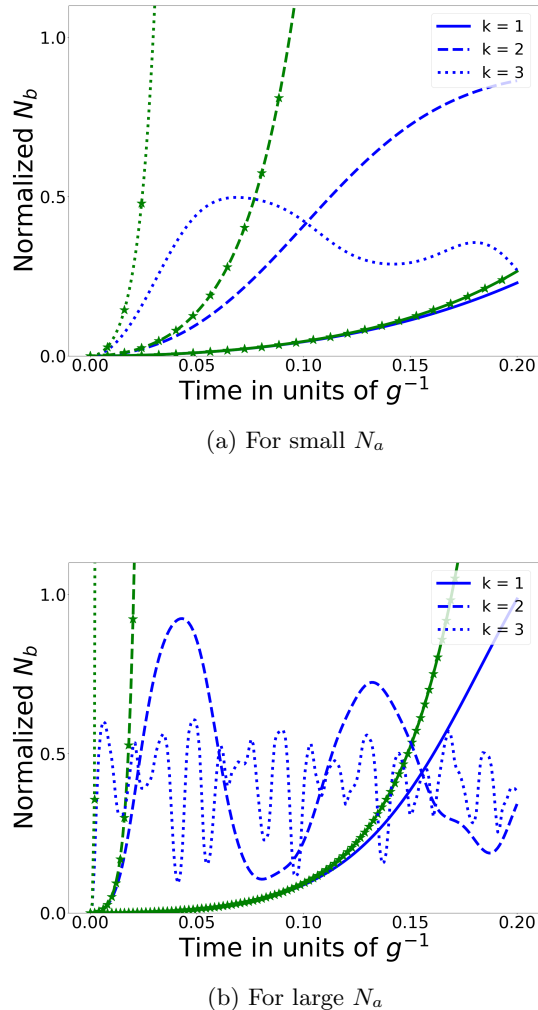 1.0
k = 1
k = 2
k = 3
Normalized N_b
0.5
0.0
0.00 0.05 0.10 0.15 0.20
Time in units of g⁻¹
(a) For small N_a
1.0
k = 1
k = 2
k = 3
Normalized N_b
0.5
0.0
0.00 0.05 0.10 0.15 0.20
Time in units of g⁻¹
(b) For large N_a